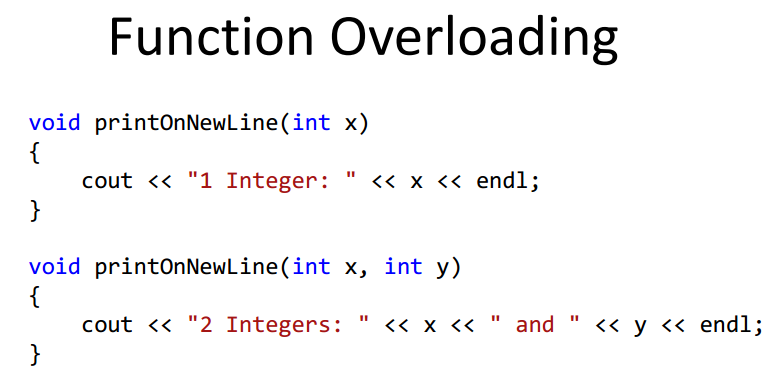 Function Overloading
void printOnNewLine(int x)
{
    cout << "1 Integer: " << x << endl;
}
void printOnNewLine(int x, int y)
{
    cout << "2 Integers: " << x << " and " << y << endl;
}